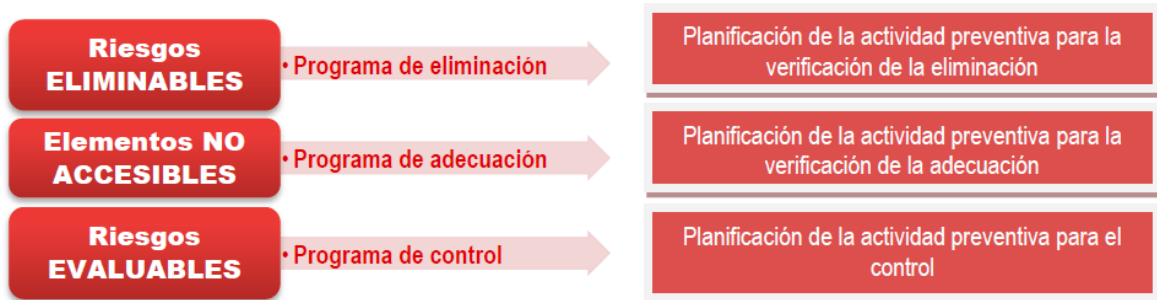 Riesgos
ELIMINABLES
• Programa de eliminación
Planificación de la actividad preventiva para la
verificación de la eliminación
Elementos NO
ACCESIBLES
• Programa de adecuación
Planificación de la actividad preventiva para la
verificación de la adecuación
Riesgos
EVALUABLES
• Programa de control
Planificación de la actividad preventiva para el
control